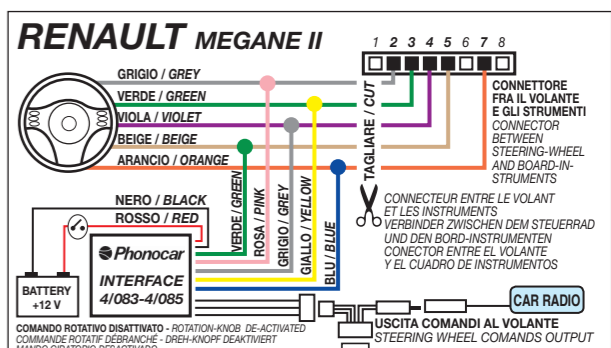 RENAULT MEGANE II
1 2 3 4 5 6 7 8
GRIGIO / GREY
VERDE / GREEN
VIOLA / VIOLET
BEIGE / BEIGE
ARANCIO / ORANGE
TAGLIARE / CUT
CONNETTORE
FRA IL VOLANTE
E GLI STRUMENTI
CONNECTOR
BETWEEN
STEERING-WHEEL
AND BOARD-IN-
STRUMENTS
CONNECTEUR ENTRE LE VOLANT
ET LES INSTRUMENTS
VERBINDER ZWISCHEN DEM STEUERRAD
UND DEN BORD-INSTRUMENTEN
CONECTOR ENTRE EL VOLANTE
Y EL CUADRO DE INSTRUMENTOS
NERO / BLACK
ROSSO / RED
VERDE / GREEN
ROSA / PINK
GRIGIO / GREY
GIALLO / YELLOW
BLU / BLUE
Phonocar
INTERFACE
4/083-4/085
BATTERY
+12 V
CAR RADIO
USCITA COMANDI AL VOLANTE
STEERING WHEEL COMANDS OUTPUT
COMANDO ROTATIVO DISATTIVATO - ROTATION-KNOB DE-ACTIVATED
COMMANDE ROTATIF DÉBRANCHÉ - DREH-KNOPF DEAKTIVIERT
MANDO GIRATORIO DESACTIVADO